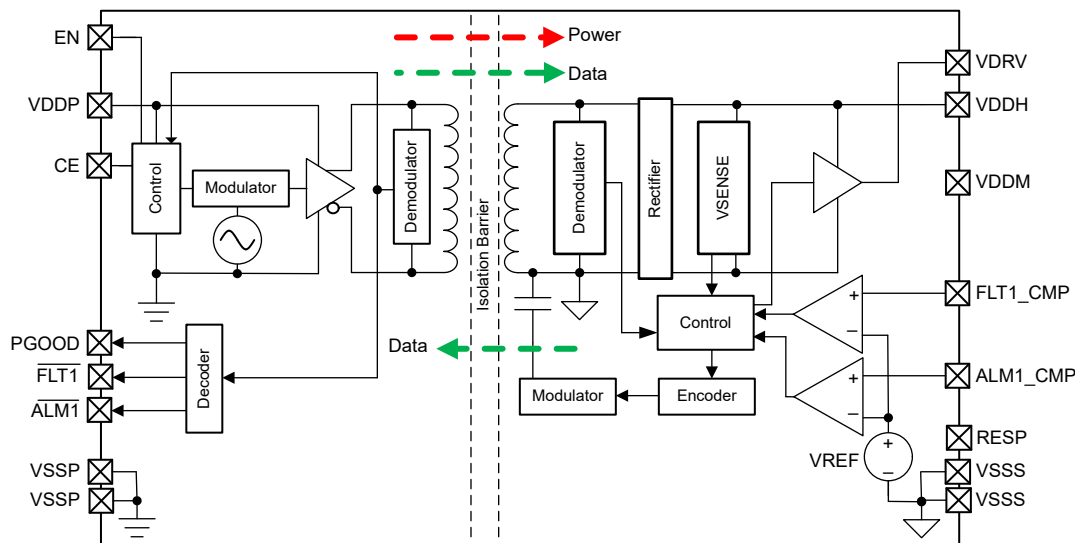 EN
VDDP
CE
PGOOD
FLT1
ALM1
VSSP
VSSP
Control
Modulator
Demodulator
Decoder
Power
Data
Isolation Barrier
Data
Demodulator
Rectifier
VSENSE
Control
Modulator
Encoder
+
−
+
−
VREF
+
−
VDRV
VDDH
VDDM
FLT1_CMP
ALM1_CMP
RESP
VSSS
VSSS